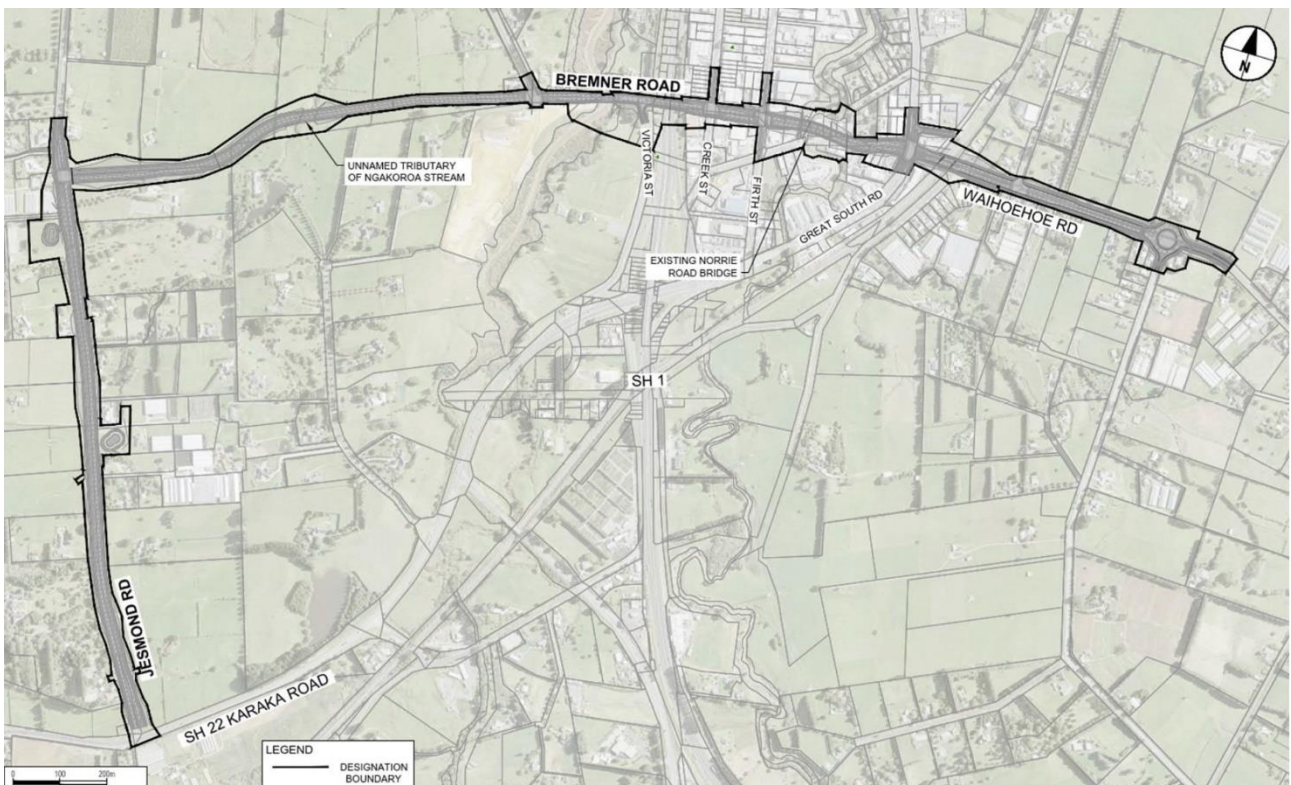 N
BREMNER ROAD
UNNAMED TRIBUTARY
OF NGAKOROA STREAM
VICTORIA ST
CREEK ST
FIRTH ST
GREAT SOUTH RD
WAIHOEHOE RD
EXISTING NORRIE
ROAD BRIDGE
SH 1
JESMOND RD
SH 22 KARAKA ROAD
LEGEND
DESIGNATION
BOUNDARY
0 100 200m